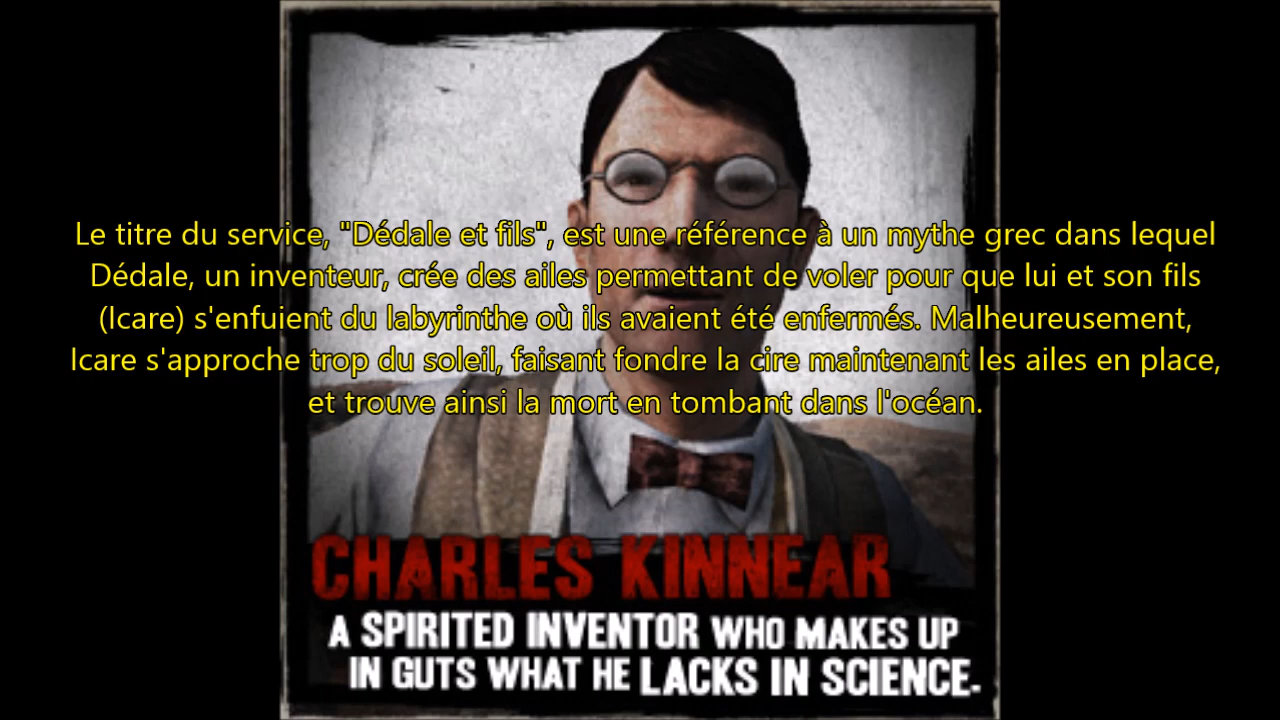 Le titre du service, "Dédale et fils", est une référence à un mythe grec dans lequel
Dédale, un inventeur, crée des ailes permettant de voler pour que lui et son fils
(Icare) s'enfuient du labyrinthe où ils avaient été enfermés. Malheureusement,
Icare s'approche trop du soleil, faisant fondre la cire maintenant les ailes en place,
et trouve ainsi la mort en tombant dans l'océan.
CHARLES KINNEAR
A SPIRITED INVENTOR WHO MAKES UP
IN GUTS WHAT HE LACKS IN SCIENCE.